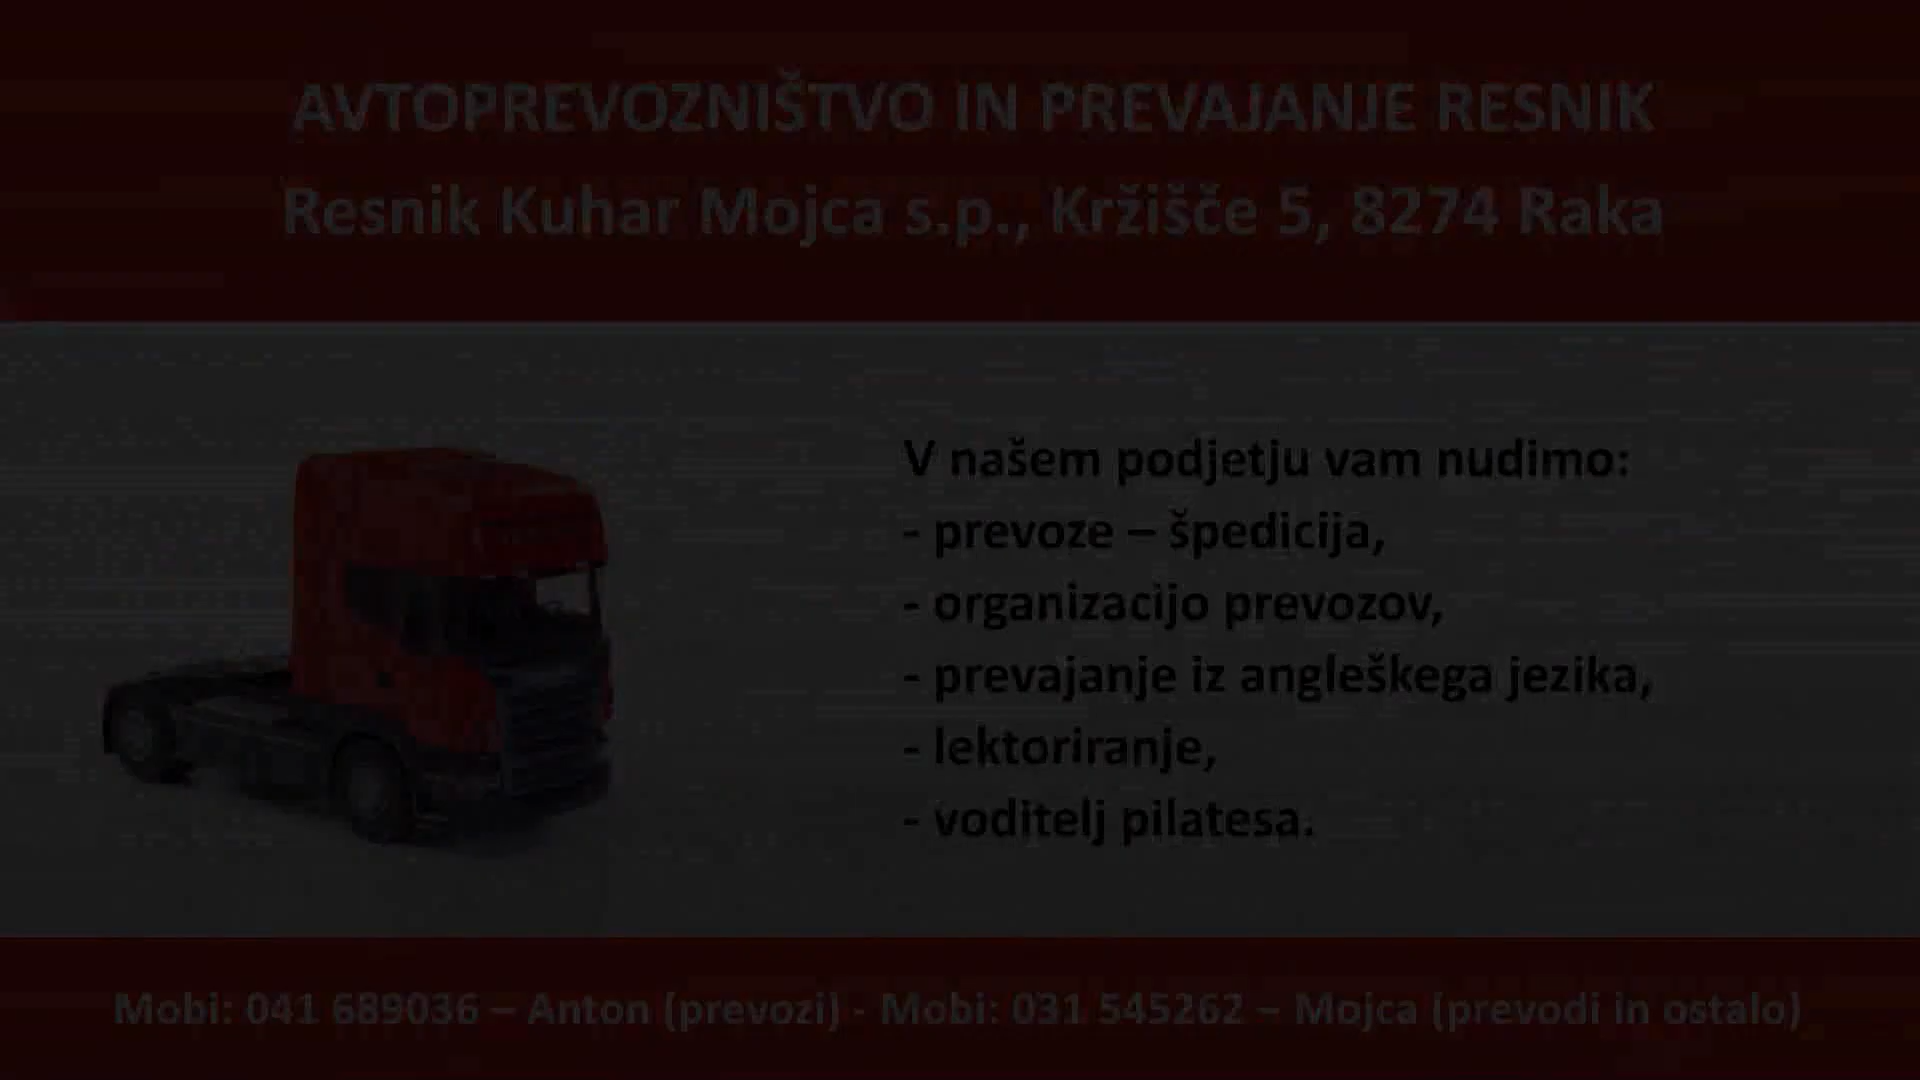 AVTOPREVOZNIŠTVO IN PREVAJANJE RESNIK
Resnik Kuhar Mojca s.p., Kržišče 5, 8274 Raka
V našem podjetju vam nudimo:
- prevoze – špedicija,
- organizacijo prevozov,
- prevajanje iz angleškega jezika,
- lektoriranje,
- voditelj pilatesa.
Mobi: 041 689036 – Anton (prevozi) - Mobi: 031 545262 – Mojca (prevodi in ostalo)